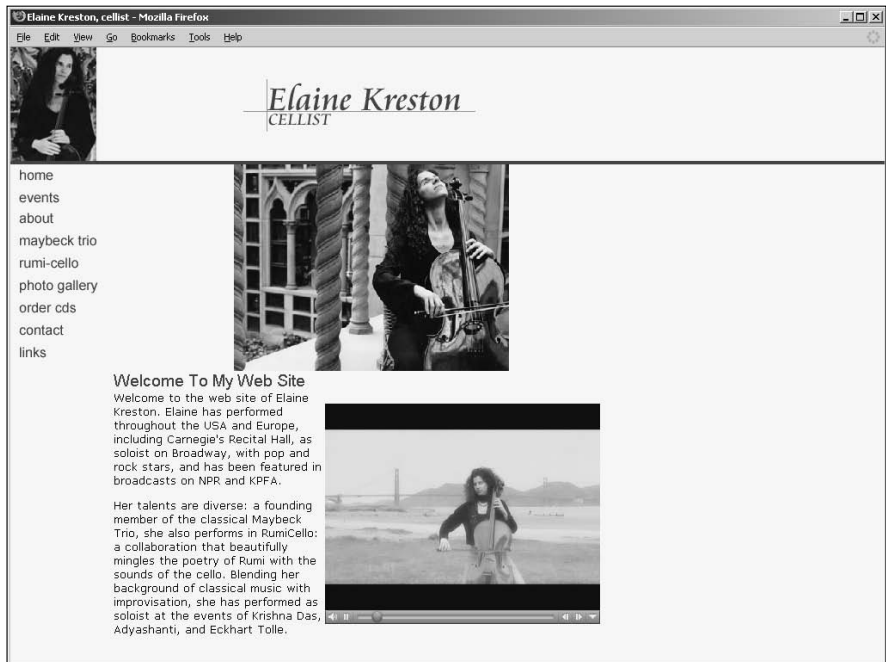 Elaine Kreston, cellist - Mozilla Firefox
File Edit View Go Bookmarks Tools Help
Elaine Kreston
CELLIST
home
events
about
maybeck trio
rumi-cello
photo gallery
order cds
contact
links
Welcome To My Web Site
Welcome to the web site of Elaine
Kreston. Elaine has performed
throughout the USA and Europe,
including Carnegie's Recital Hall, as
soloist on Broadway, with pop and
rock stars, and has been featured in
broadcasts on NPR and KPFA.
Her talents are diverse: a founding
member of the classical Maybeck
Trio, she also performs in RumiCello:
a collaboration that beautifully
mingles the poetry of Rumi with the
sounds of the cello. Blending her
background of classical music with
improvisation, she has performed as
soloist at the events of Krishna Das,
Adyashanti, and Eckhart Tolle.